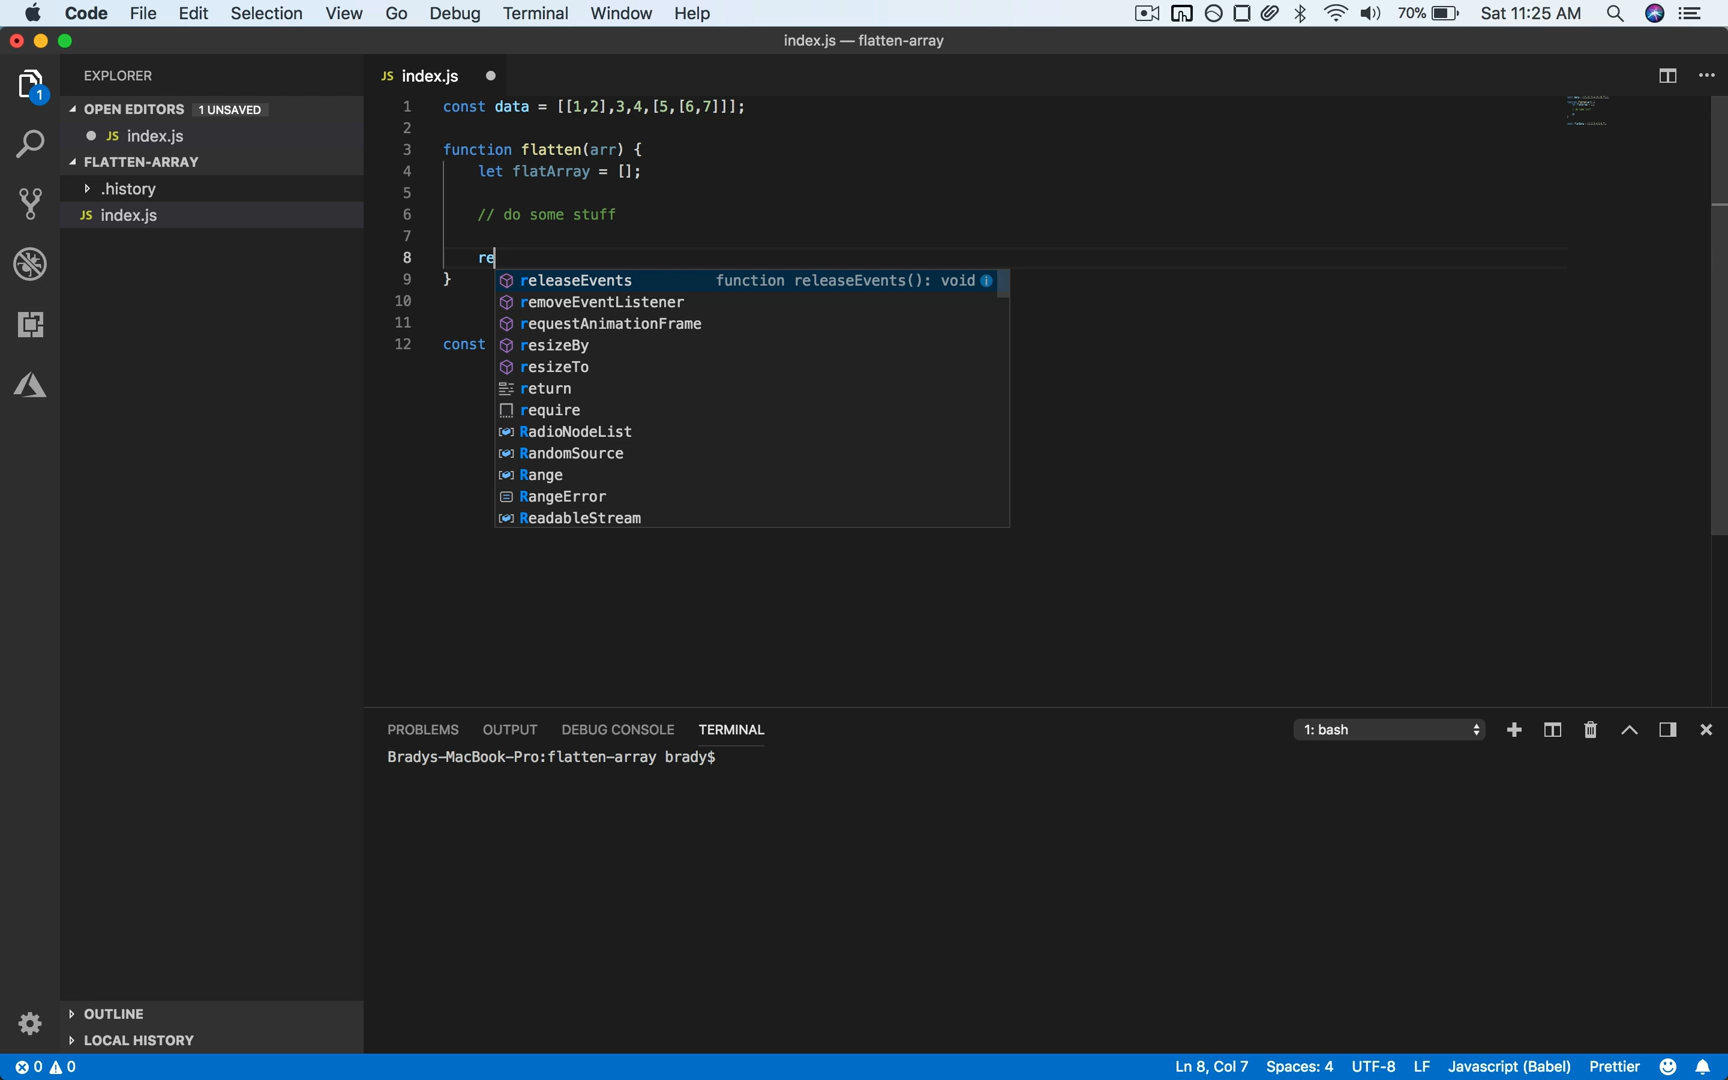 Code File Edit Selection View Go Debug Terminal Window Help 70% Sat 11:25 AM
index.js — flatten-array
EXPLORER
JS index.js
OPEN EDITORS 1 UNSAVED
JS index.js
FLATTEN-ARRAY
.history
JS index.js
1
1 const data = [[1,2],3,4,[5,[6,7]]];
2
3 function flatten(arr) {
4 let flatArray = [];
5
6 // do some stuff
7
8 re
9 }
10
11
12 const
releaseEvents function releaseEvents(): void
removeEventListener
requestAnimationFrame
resizeBy
resizeTo
return
require
RadioNodeList
RandomSource
Range
RangeError
ReadableStream
PROBLEMS OUTPUT DEBUG CONSOLE TERMINAL 1: bash
Bradys-MacBook-Pro:flatten-array brady$
OUTLINE
LOCAL HISTORY
0 0 Ln 8, Col 7 Spaces: 4 UTF-8 LF Javascript (Babel) Prettier